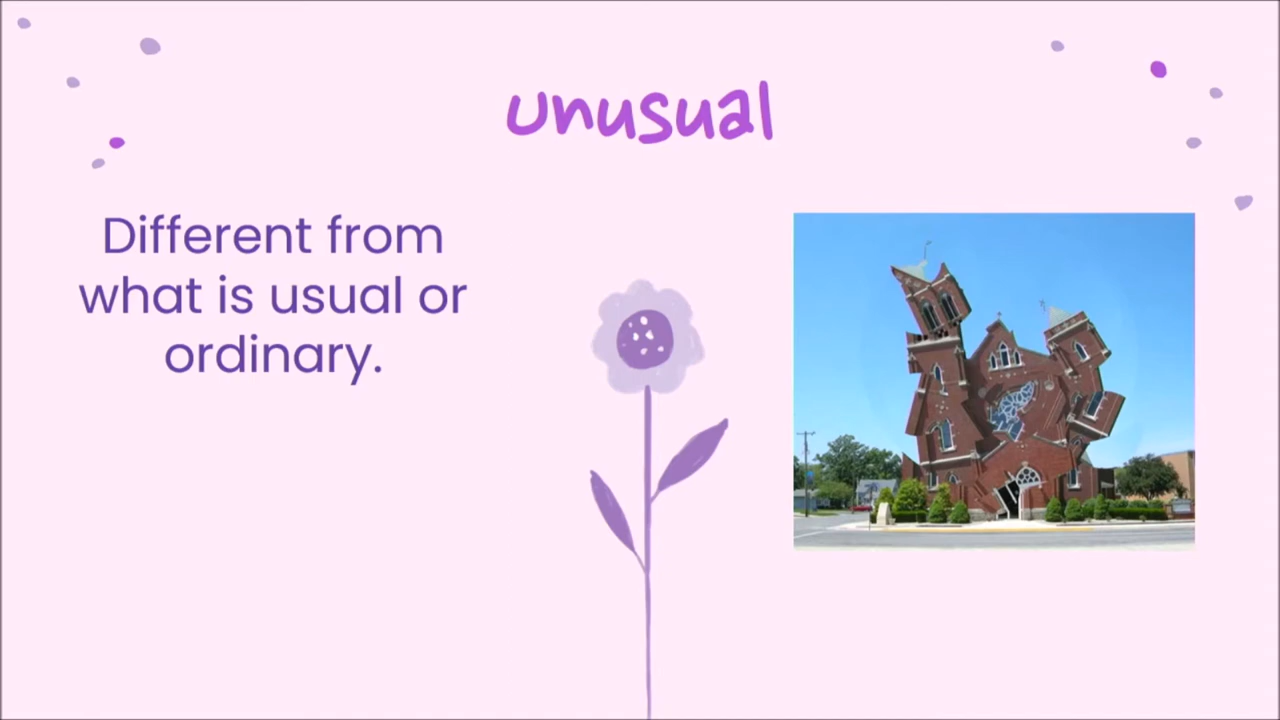 unusual
Different from
what is usual or
ordinary.